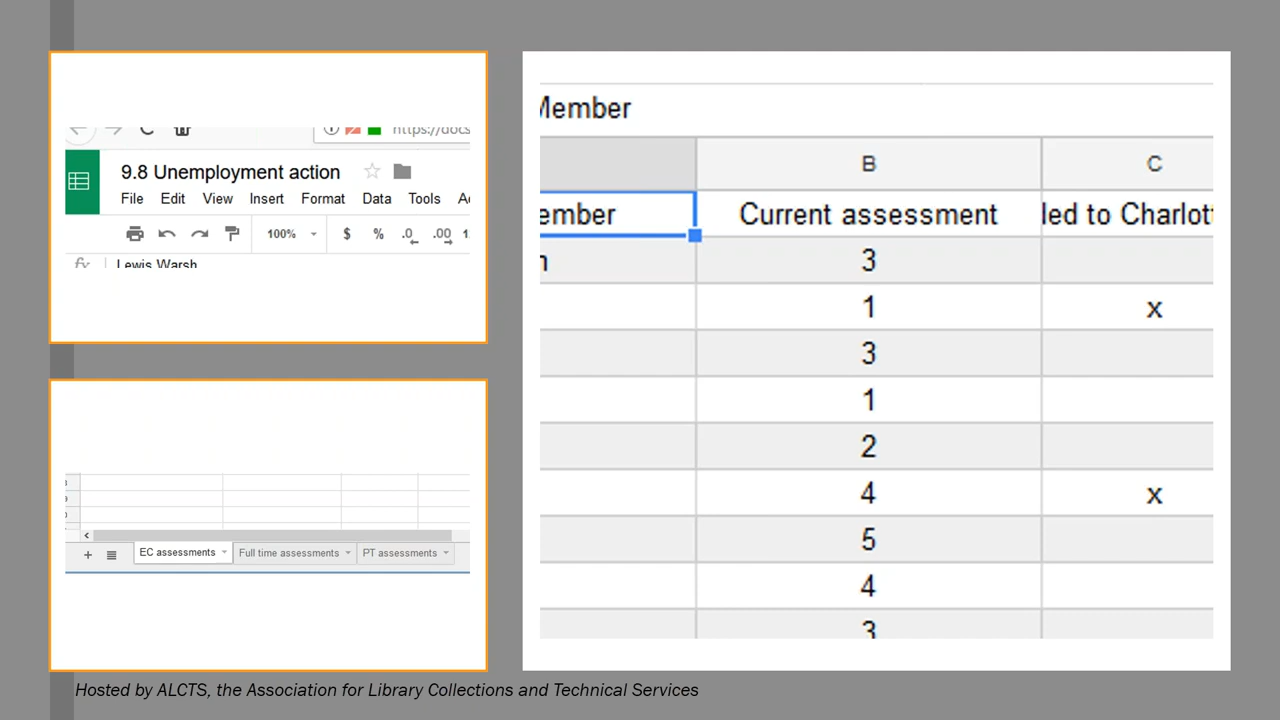 https://docs
9.8 Unemployment action
File Edit View Insert Format Data Tools
100% $ % .0 .00
fx Lewis Warsh
EC assessments Full time assessments PT assessments
Member
B C
ember Current assessment led to Charlott
3
1 x
3
1
2
4 x
5
4
3
Hosted by ALCTS, the Association for Library Collections and Technical Services